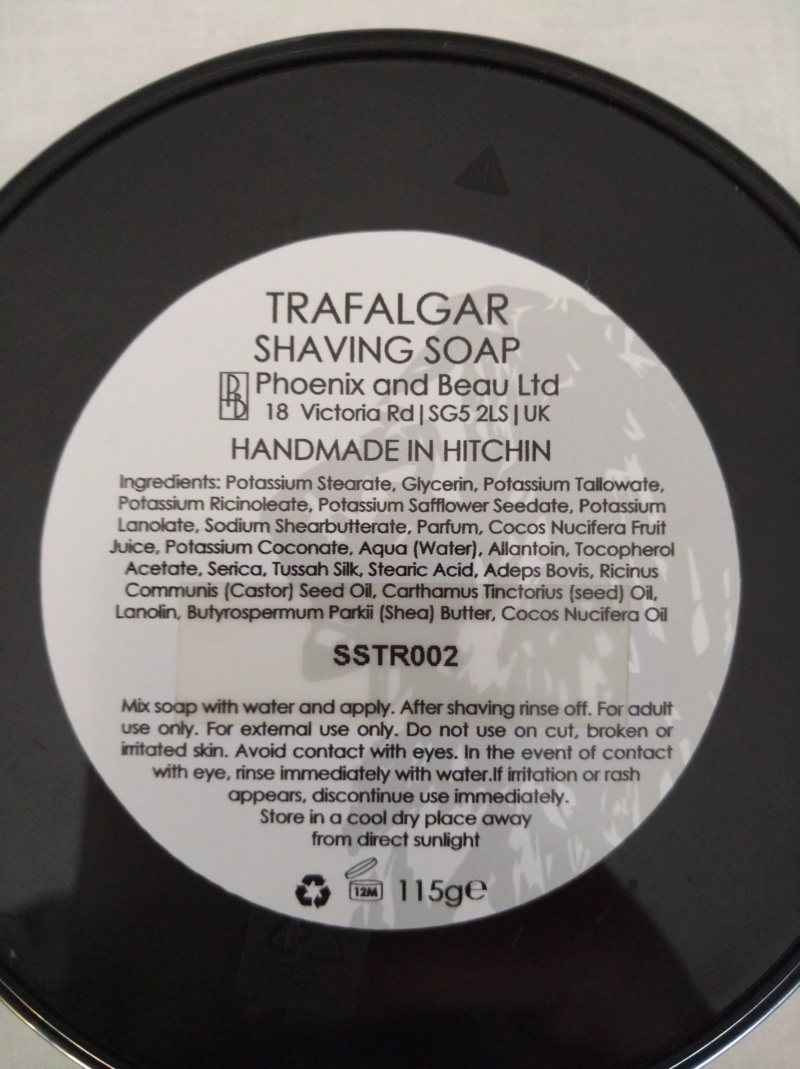 TRAFALGAR
SHAVING SOAP
Phoenix and Beau Ltd
18 Victoria Rd | SG5 2LS | UK
HANDMADE IN HITCHIN
Ingredients: Potassium Stearate, Glycerin, Potassium Tallowate,
Potassium Ricinoleate, Potassium Safflower Seedate, Potassium
Lanolate, Sodium Shearbutterate, Parfum, Cocos Nucifera Fruit
Juice, Potassium Coconate, Aqua (Water), Allantoin, Tocopherol
Acetate, Serica, Tussah Silk, Stearic Acid, Adeps Bovis, Ricinus
Communis (Castor) Seed Oil, Carthamus Tinctorius (seed) Oil,
Lanolin, Butyrospermum Parkii (Shea) Butter, Cocos Nucifera Oil
SSTR002
Mix soap with water and apply. After shaving rinse off. For adult
use only. For external use only. Do not use on cut, broken or
irritated skin. Avoid contact with eyes. In the event of contact
with eye, rinse immediately with water.If irritation or rash
appears, discontinue use immediately.
Store in a cool dry place away
from direct sunlight
12M 115g℮